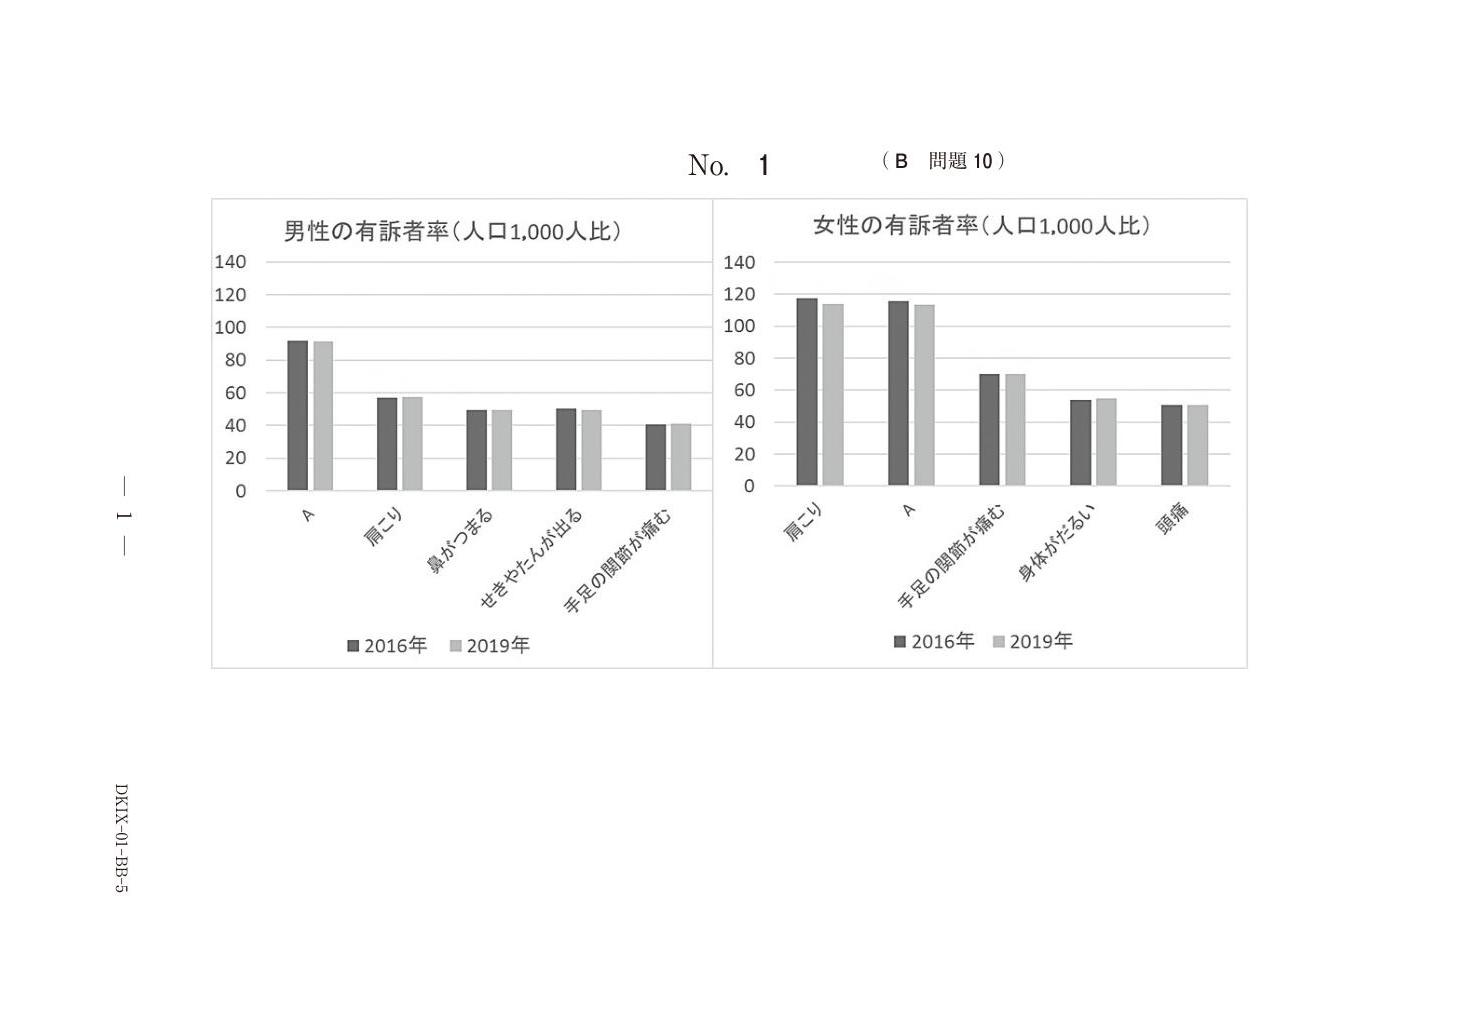 No. 1 （B 問題 10）
男性の有訴者率（人口1,000人比）
140
120
100
80
60
40
20
0
A
肩こり
鼻がつまる
せきやたんが出る
手足の関節が痛む
2016年 2019年
女性の有訴者率（人口1,000人比）
140
120
100
80
60
40
20
0
肩こり
A
手足の関節が痛む
身体がだるい
頭痛
2016年 2019年
— 1 —
DKIX-01-BB-5